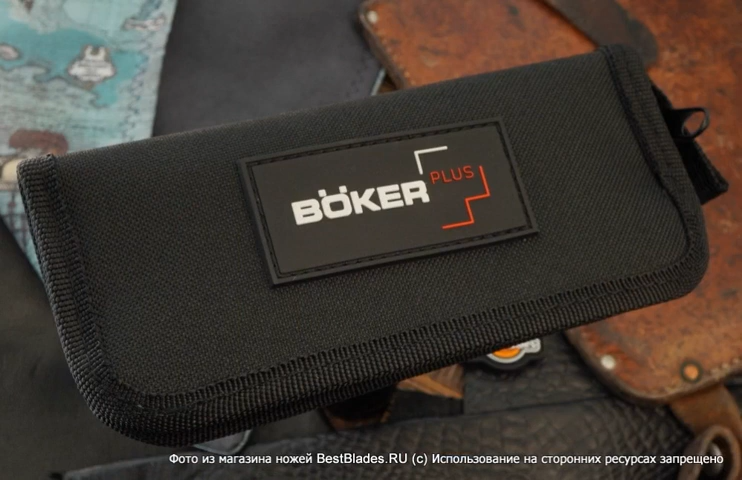 BÖKER PLUS
Фото из магазина ножей BestBlades.RU (c) Использование на сторонних ресурсах запрещено